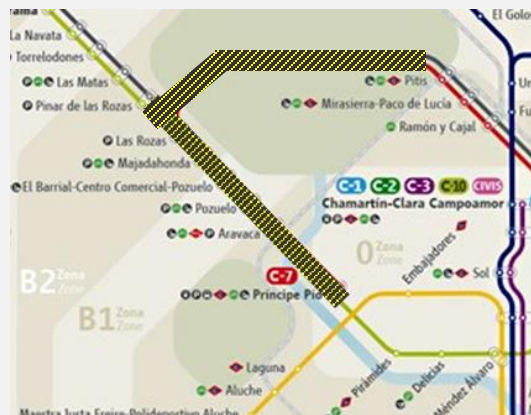 El Golo
La Navata
Torrelodones
Las Matas
Pitis
Pinar de las Rozas
Mirasierra-Paco de Lucía
Ramón y Cajal
Las Rozas
Majadahonda
El Barrial-Centro Comercial-Pozuelo
C-1 C-2 C-3 C-10 CIVIS
Chamartín-Clara Campoamor
Pozuelo
Aravaca
0 Zona
Zone
Embajadores
Sol
C-7
B2 Zona
Zone
Príncipe Pío
B1 Zona
Zone
Laguna
Aluche
Pirámides
Delicias
Méndez Álvaro
Maestra Justa Freire-Polideportivo Aluche